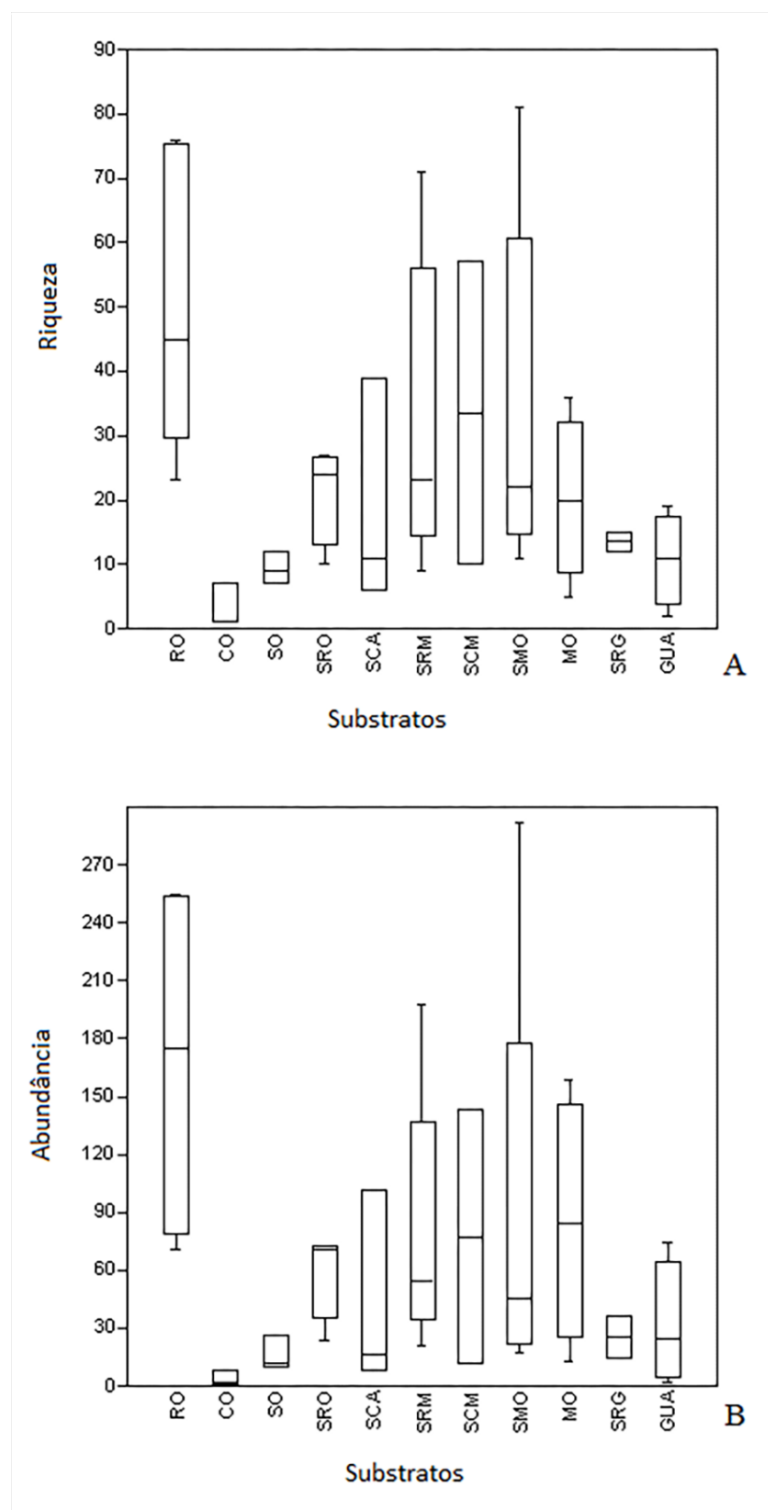 90
80
70
60
50
40
30
20
10
0
Riqueza
RO CO SO SRO SCA SRM SCM SMO MO SRG GUA
A
Substratos
270
240
210
180
150
120
90
60
30
0
Abundância
RO CO SO SRO SCA SRM SCM SMO MO SRG GUA
B
Substratos